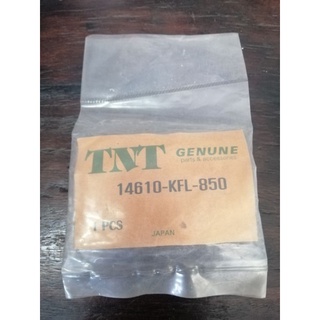 TNT GENUNE
parts & accessories
14610-KFL-850
1 PCS
JAPAN